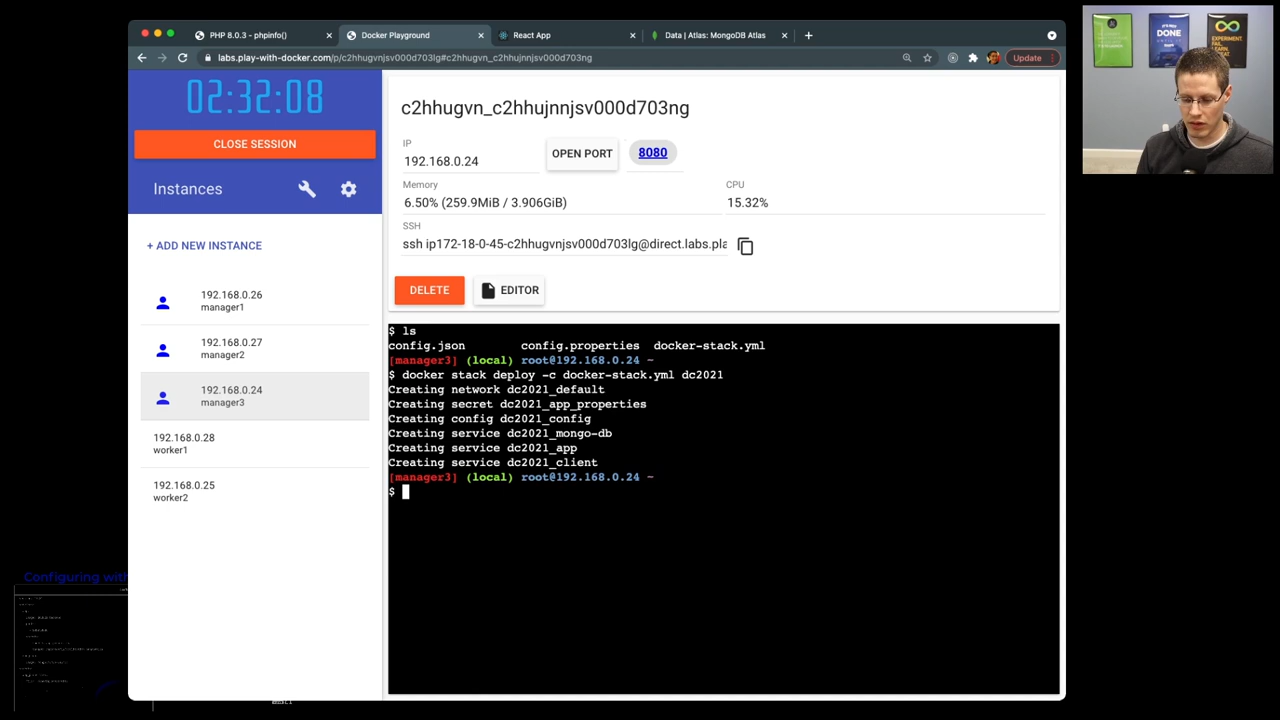 PHP 8.0.3 - phpinfo()
Docker Playground
React App
Data | Atlas: MongoDB Atlas
labs.play-with-docker.com/p/c2hhugvnjsv000d703lg#c2hhugvn_c2hhujnnjsv000d703ng
Update
02:32:08
CLOSE SESSION
Instances
+ ADD NEW INSTANCE
192.168.0.26
manager1
192.168.0.27
manager2
192.168.0.24
manager3
192.168.0.28
worker1
192.168.0.25
worker2
c2hhugvn_c2hhujnnjsv000d703ng
IP
192.168.0.24
OPEN PORT
8080
Memory
6.50% (259.9MiB / 3.906GiB)
CPU
15.32%
SSH
ssh ip172-18-0-45-c2hhugvnjsv000d703lg@direct.labs.pla
DELETE
EDITOR
$ ls
config.json config.properties docker-stack.yml
[manager3] (local) root@192.168.0.24 ~
$ docker stack deploy -c docker-stack.yml dc2021
Creating network dc2021_default
Creating secret dc2021_app_properties
Creating config dc2021_config
Creating service dc2021_mongo-db
Creating service dc2021_app
Creating service dc2021_client
[manager3] (local) root@192.168.0.24 ~
$
Configuring with
DONE
EXPERIMENT.
FAIL.
LEARN.
REPEAT.